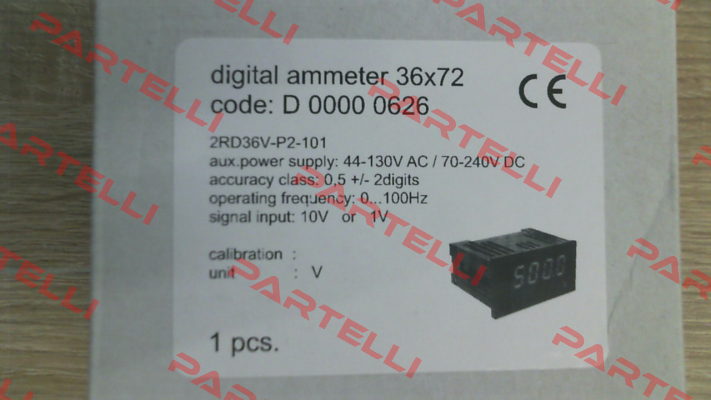 digital ammeter 36x72
code: D 0000 0626
CE
2RD36V-P2-101
aux.power supply: 44-130V AC / 70-240V DC
accuracy class: 0,5 +/- 2digits
operating frequency: 0...100Hz
signal input: 10V or 1V
calibration :
unit : V
5000
1 pcs.
PARTELLI
PARTELLI
PARTELLI
PARTELLI
PARTELLI
PARTELLI